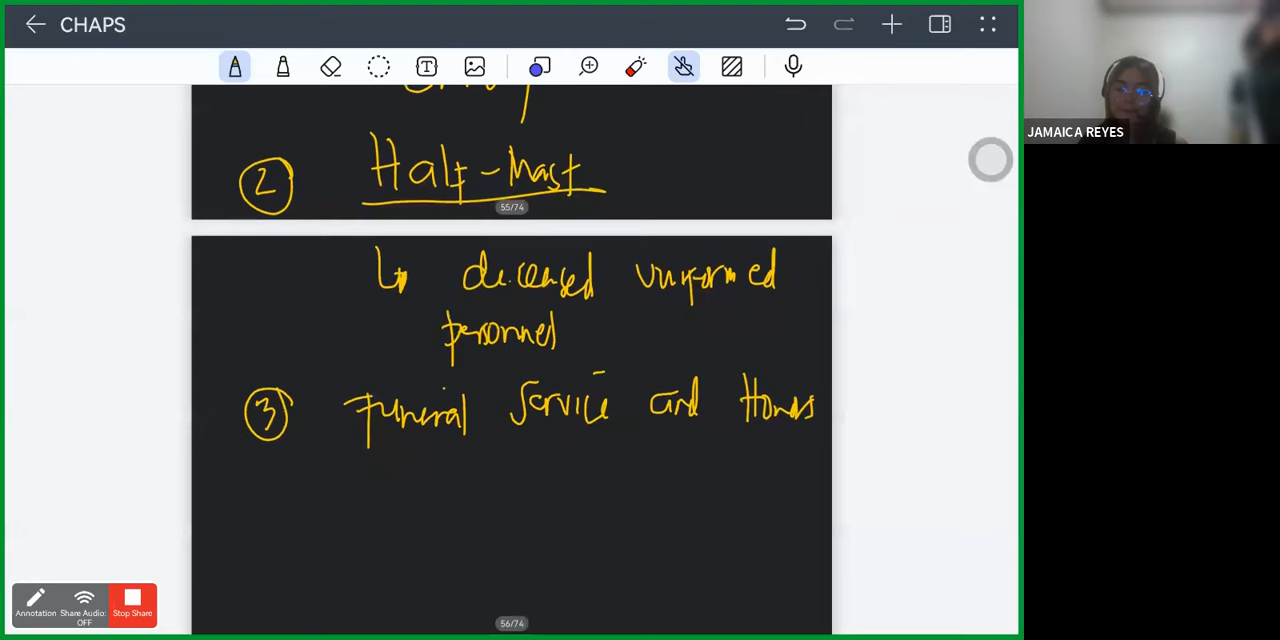 CHAPS
JAMAICA REYES
② Half-Mast
55/74
↳ deceased uniformed
personnel
③ Funeral Service and Honors
Annotation
Share Audio: OFF
Stop Share
56/74